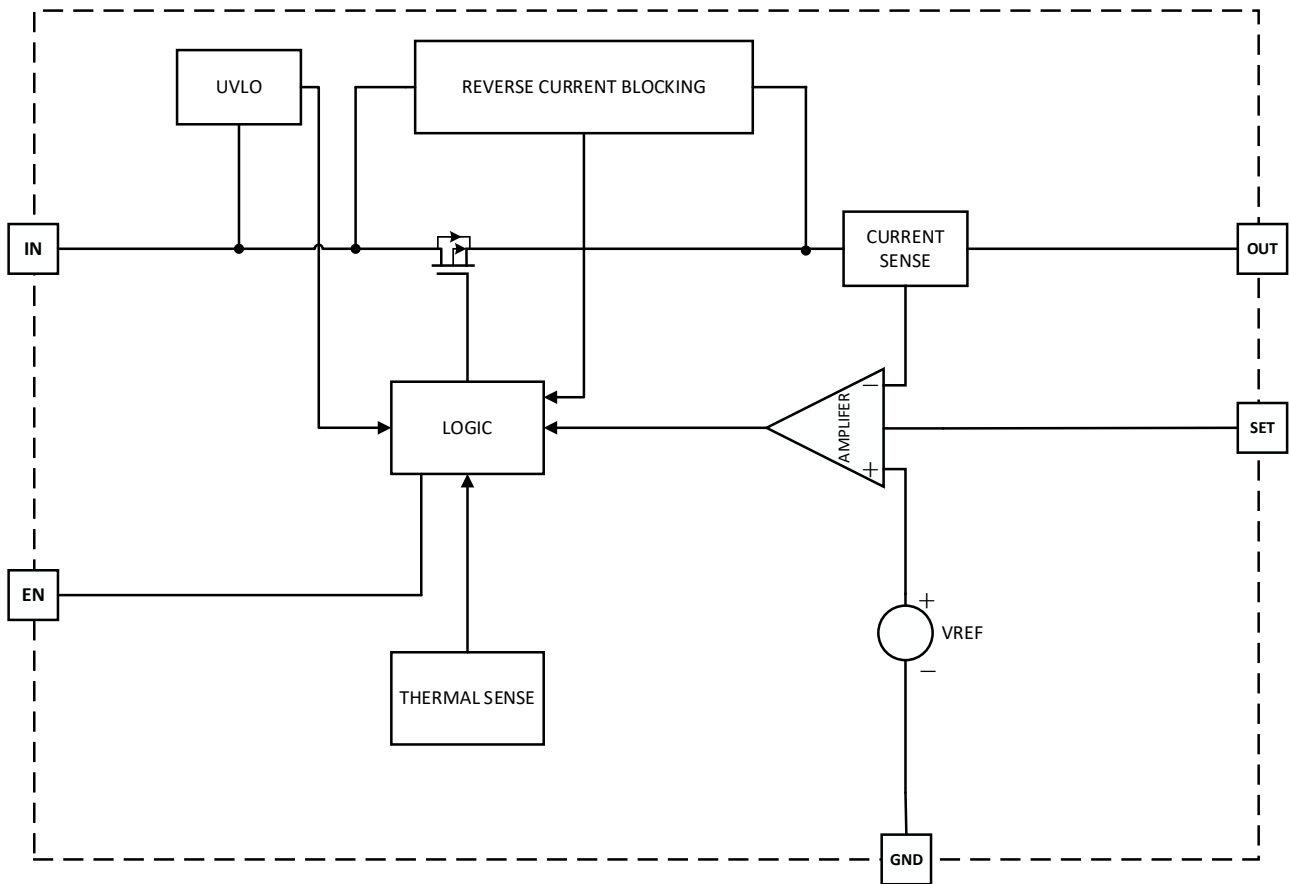 UVLO
REVERSE CURRENT BLOCKING
IN
CURRENT
SENSE
OUT
AMPLIFER
−
+
LOGIC
SET
EN
+
VREF
−
THERMAL SENSE
GND